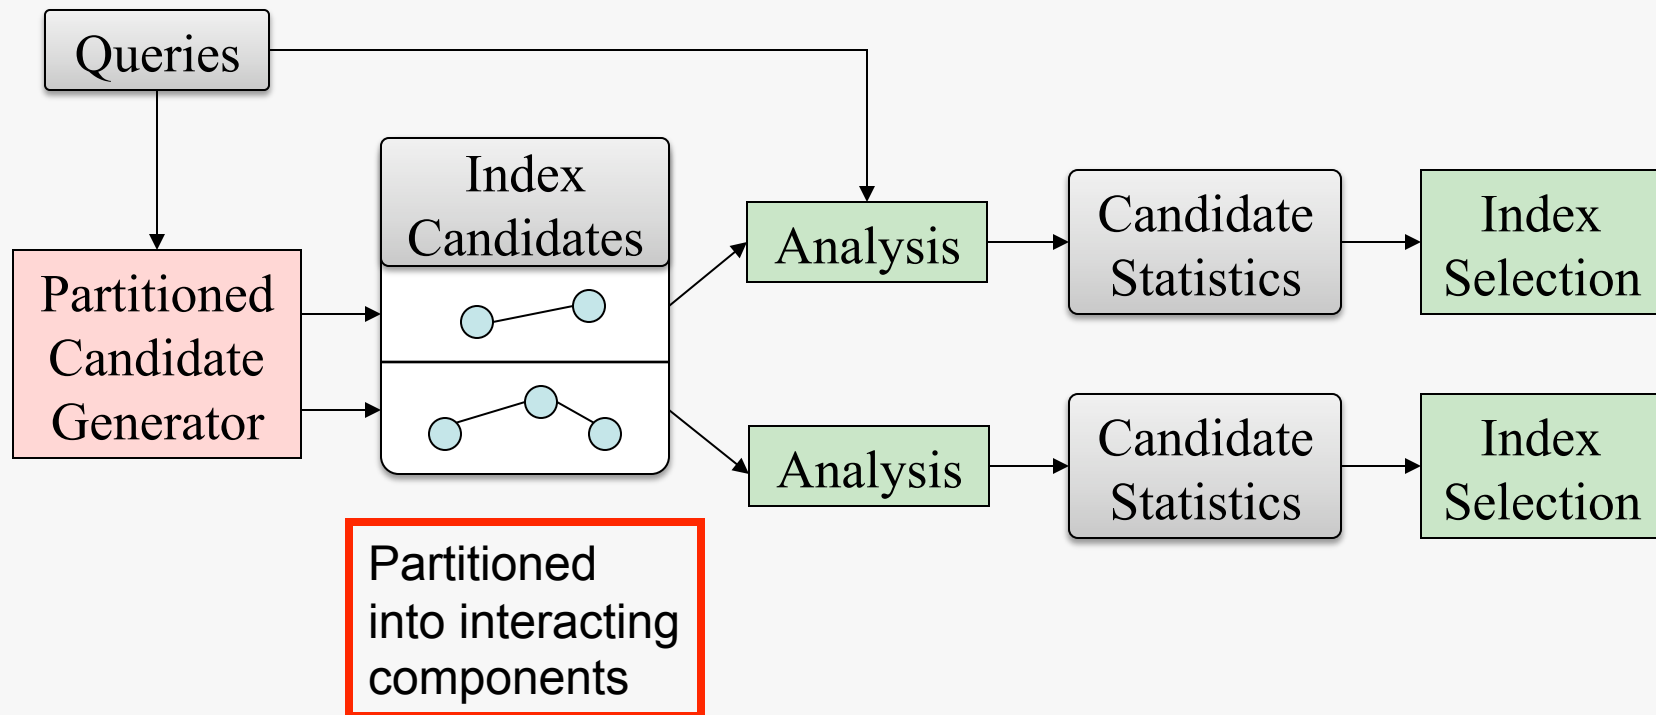 Queries
Index
Candidates
Partitioned
Candidate
Generator
Analysis
Candidate
Statistics
Index
Selection
Analysis
Candidate
Statistics
Index
Selection
Partitioned
into interacting
components